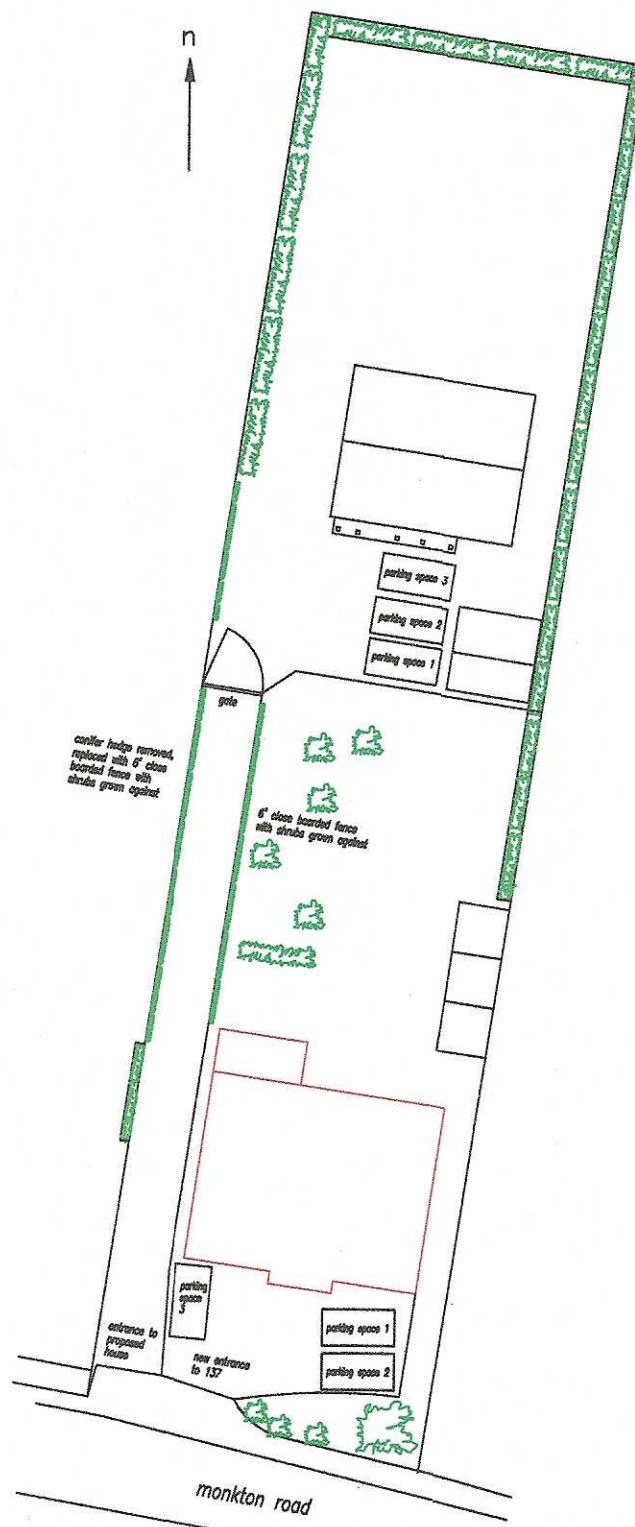 n
parking space 3
parking space 2
parking space 1
gate
conifer hedge removed,
replaced with 6' close
boarded fence with
shrubs grown against
6' close boarded fence
with shrubs grown against
parking
space
3
parking space 1
parking space 2
entrance to
proposed
house
new entrance
to 137
monkton road